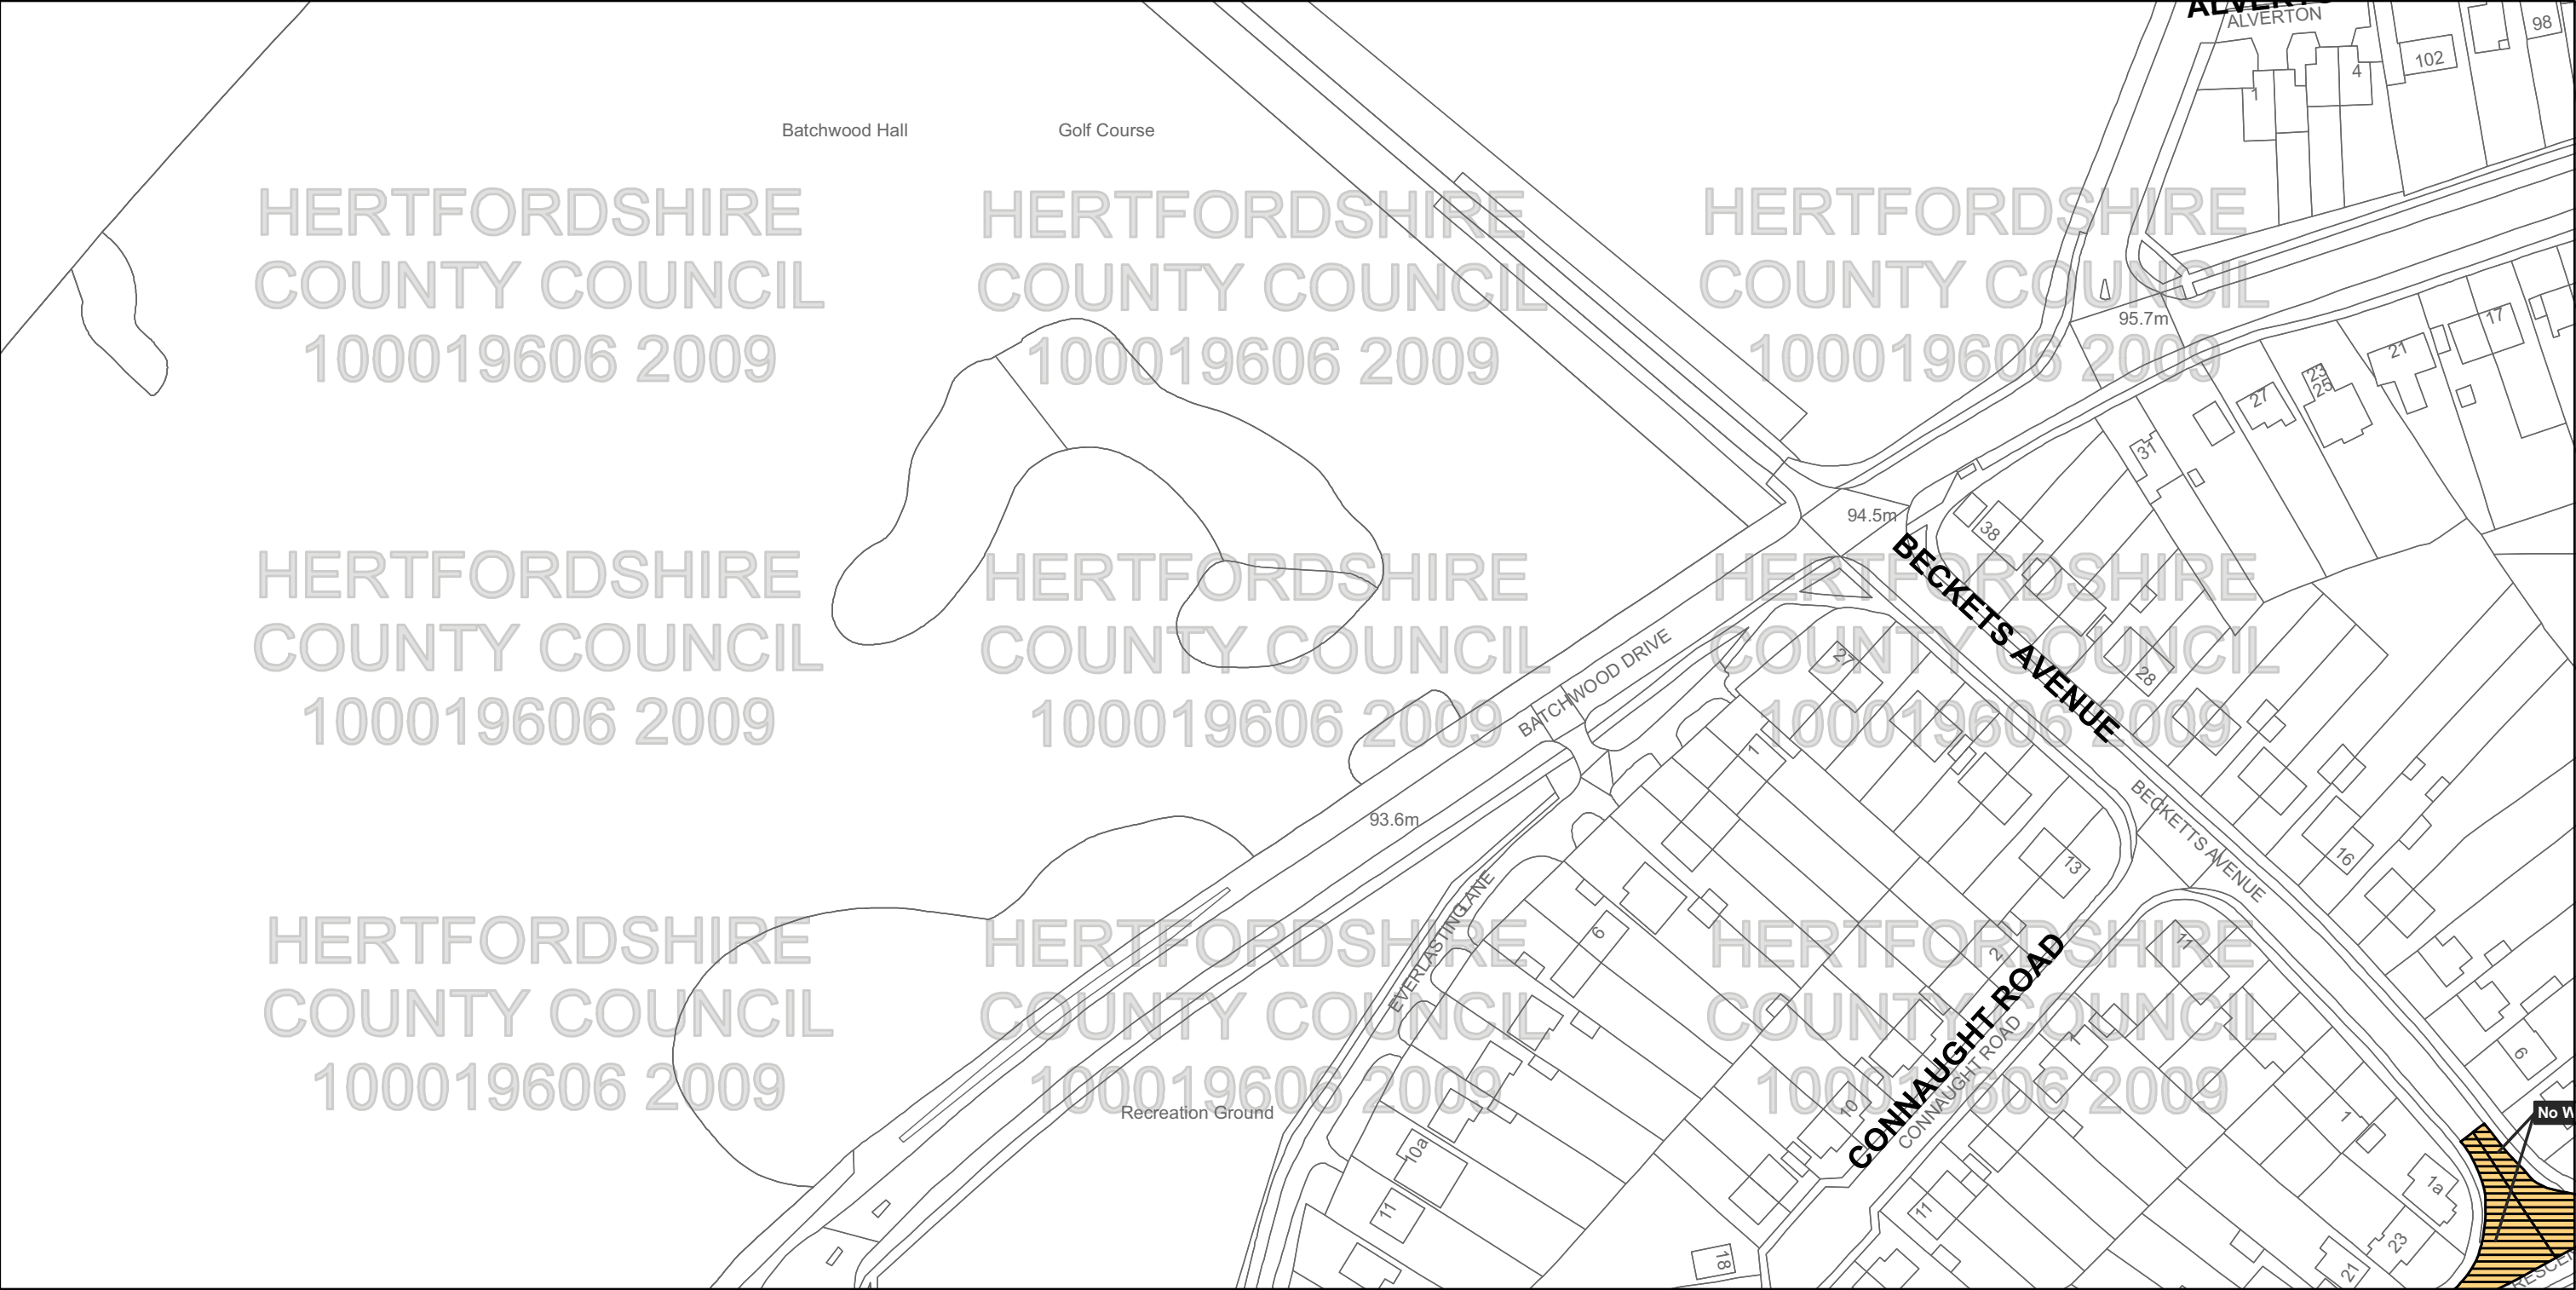 ALVERTON
98
102
4
1
Batchwood Hall
Golf Course
HERTFORDSHIRE
COUNTY COUNCIL
100019606 2009
HERTFORDSHIRE
COUNTY COUNCIL
100019606 2009
HERTFORDSHIRE
COUNTY COUNCIL
100019606 2009
95.7m
17
21
23
25
27
31
94.5m
38
BECKETS AVENUE
HERTFORDSHIRE
COUNTY COUNCIL
100019606 2009
HERTFORDSHIRE
COUNTY COUNCIL
100019606 2009
HERTFORDSHIRE
COUNTY COUNCIL
100019606 2009
BATCHWOOD DRIVE
27
28
1
BECKETTS AVENUE
93.6m
16
13
EVERLASTING LANE
6
2
11
HERTFORDSHIRE
COUNTY COUNCIL
100019606 2009
HERTFORDSHIRE
COUNTY COUNCIL
100019606 2009
HERTFORDSHIRE
COUNTY COUNCIL
100019606 2009
CONNAUGHT ROAD
CONNAUGHT ROAD
1
6
Recreation Ground
10
1
No W
10a
1a
11
11
23
18
21